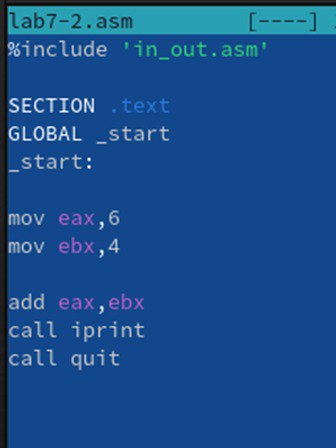 lab7-2.asm [----]
%include 'in_out.asm'
SECTION .text
GLOBAL _start
_start:
mov eax,6
mov ebx,4
add eax,ebx
call iprint
call quit